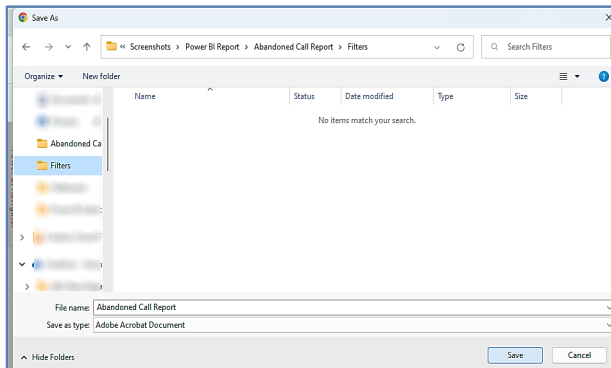 Save As
« Screenshots › Power BI Report › Abandoned Call Report › Filters
Search Filters
Organize
New folder
Name Status Date modified Type Size
No items match your search.
Abandoned Ca
Filters
File name: Abandoned Call Report
Save as type: Adobe Acrobat Document
Hide Folders
Save
Cancel